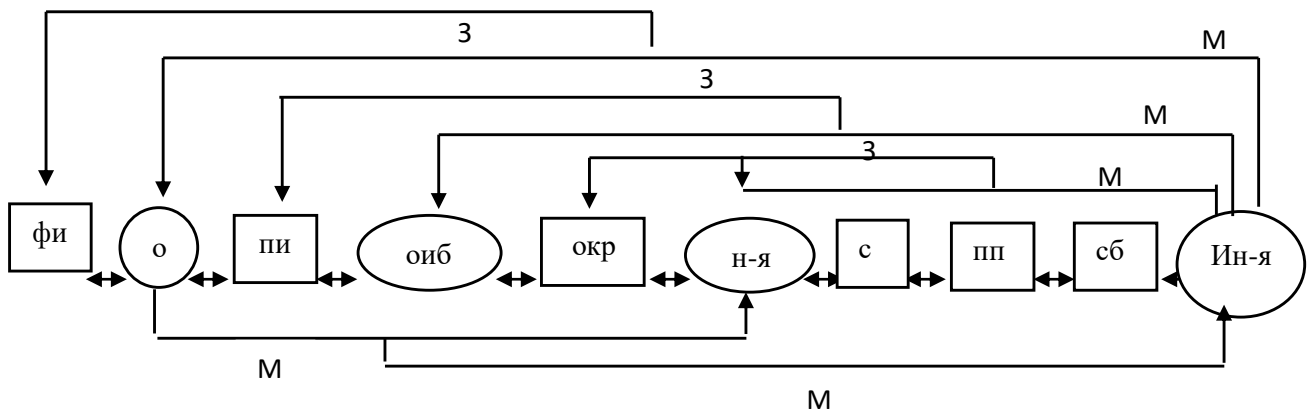 З М
З М
З М
фи о пи оиб окр н-я с пп сб Ин-я
М
М